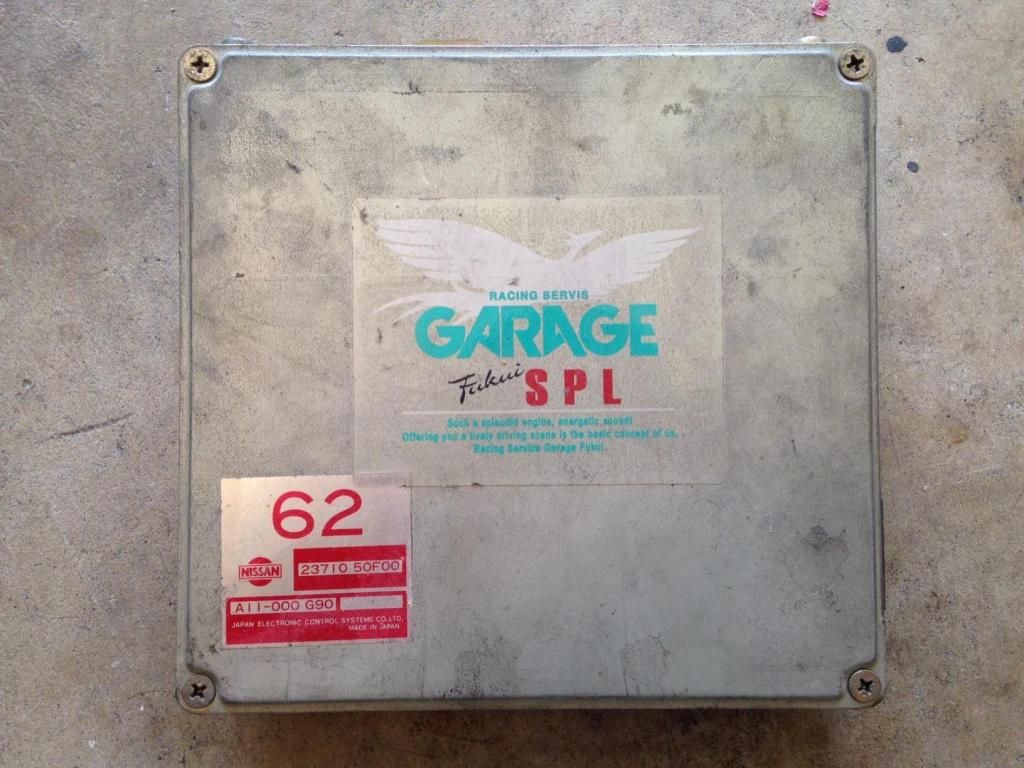 RACING SERVIS
GARAGE
Fukui SPL
Such a splaudid engine, energetic sound!
Offering you a lively driving scene is the basic concept of us.
Racing Service Garage Fukui.
62
NISSAN
23710 50F00
A11-000 G90
JAPAN ELECTRONIC CONTROL SYSTEMS CO.,LTD.
MADE IN JAPAN